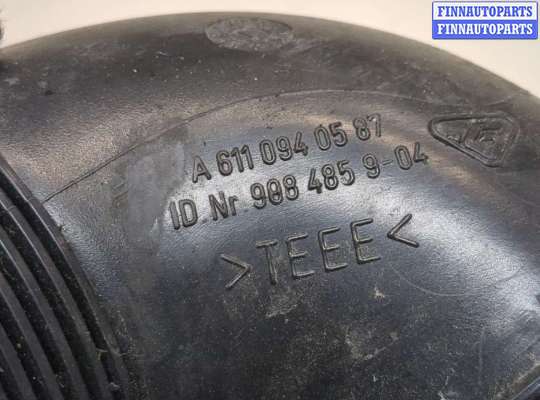 FINNAUTOPARTS
FINNAUTOPARTS
A 611 094 05 87
ID Nr 988 485 9-04
>TEEE<